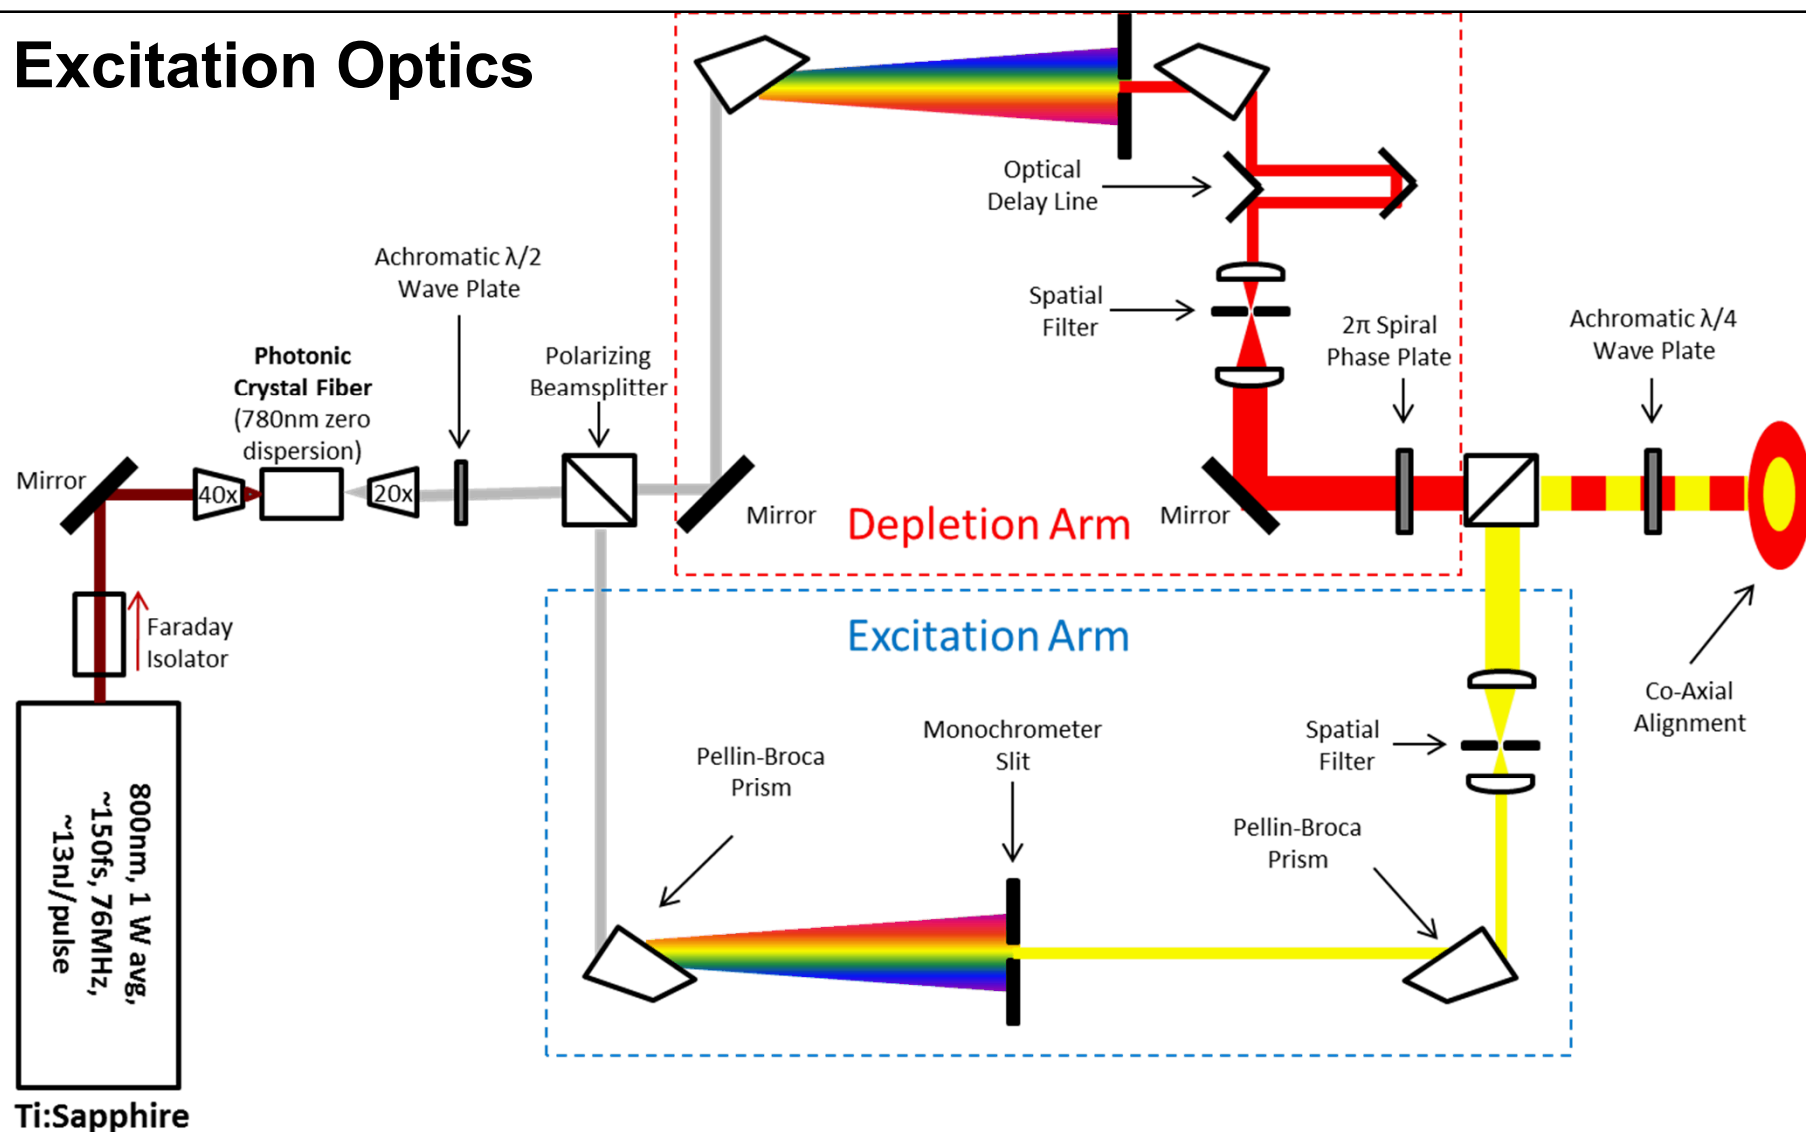 Excitation Optics
Optical
Delay Line
Achromatic λ/2
Wave Plate
Spatial
Filter
2π Spiral
Phase Plate
Achromatic λ/4
Wave Plate
Photonic
Crystal Fiber
(780nm zero
dispersion)
Polarizing
Beamsplitter
Mirror
40x
20x
Mirror
Depletion Arm
Mirror
Faraday
Isolator
Excitation Arm
Co-Axial
Alignment
Monochrometer
Slit
Spatial
Filter
Pellin-Broca
Prism
Pellin-Broca
Prism
800nm, 1 W avg,
~150fs, 76MHz,
~13nJ/pulse
Ti:Sapphire